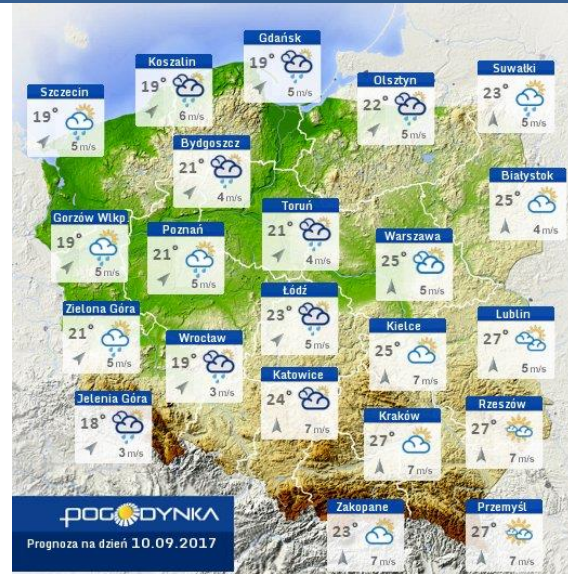 Gdańsk
19°
5 m/s
Koszalin
19°
6 m/s
Suwałki
23°
5 m/s
Olsztyn
22°
5 m/s
Szczecin
19°
5 m/s
Bydgoszcz
21°
4 m/s
Białystok
25°
4 m/s
Toruń
21°
4 m/s
Gorzów Wlkp
19°
5 m/s
Poznań
21°
5 m/s
Warszawa
25°
5 m/s
Łódź
23°
5 m/s
Zielona Góra
21°
5 m/s
Lublin
27°
5 m/s
Kielce
25°
7 m/s
Wrocław
19°
3 m/s
Katowice
24°
7 m/s
Jelenia Góra
18°
3 m/s
Rzeszów
27°
7 m/s
Kraków
27°
7 m/s
Zakopane
23°
7 m/s
Przemyśl
27°
7 m/s
POGODYNKA
Prognoza na dzień 10.09.2017